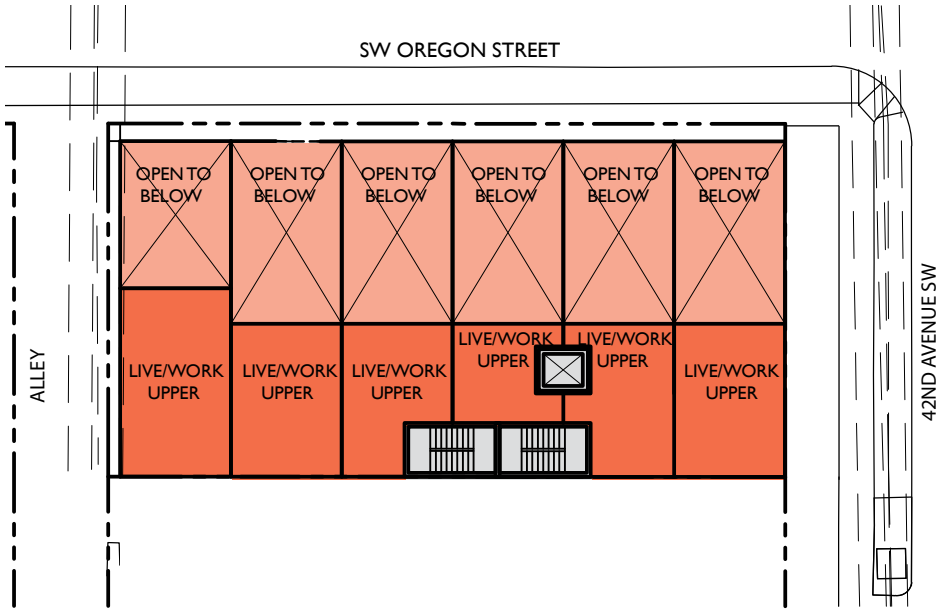 SW OREGON STREET
OPEN TO
BELOW
OPEN TO
BELOW
OPEN TO
BELOW
OPEN TO
BELOW
OPEN TO
BELOW
OPEN TO
BELOW
LIVE/WORK
UPPER
LIVE/WORK
UPPER
LIVE/WORK
UPPER
LIVE/WORK
UPPER
LIVE/WORK
UPPER
LIVE/WORK
UPPER
ALLEY
42ND AVENUE SW